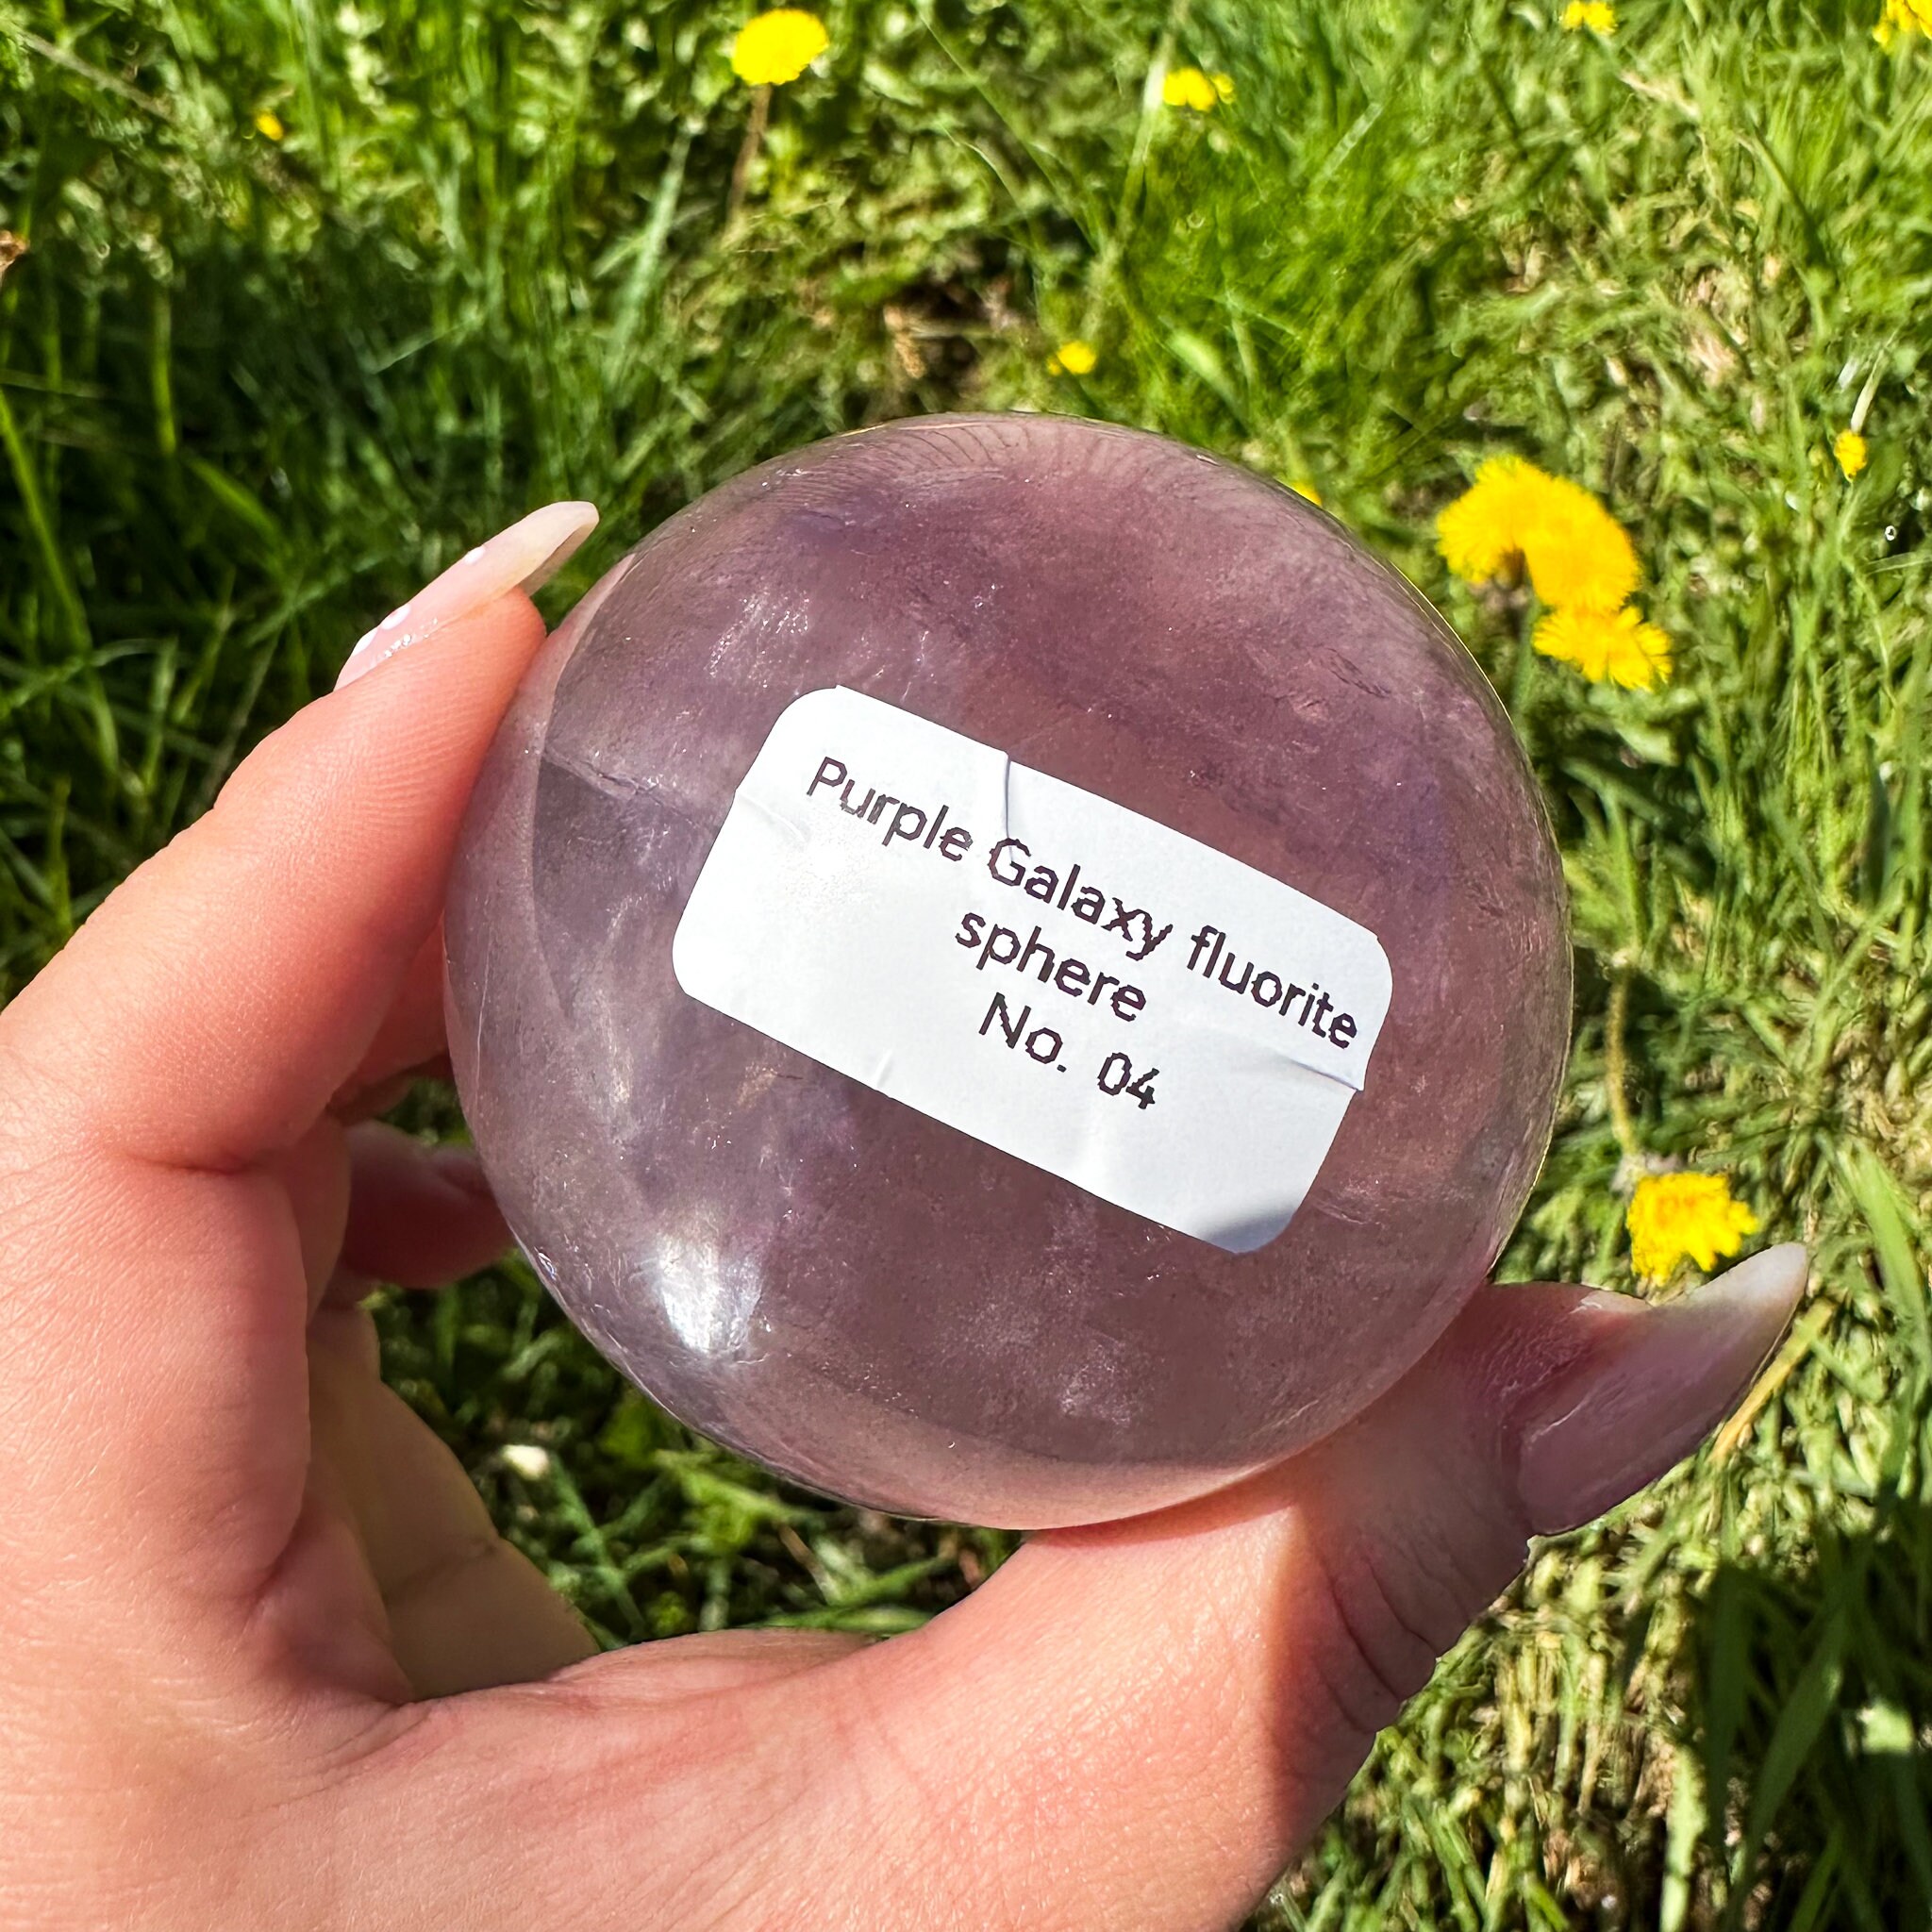 Purple Galaxy fluorite
sphere
No. 04